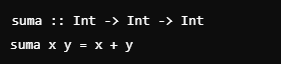 suma :: Int -> Int -> Int
suma x y = x + y